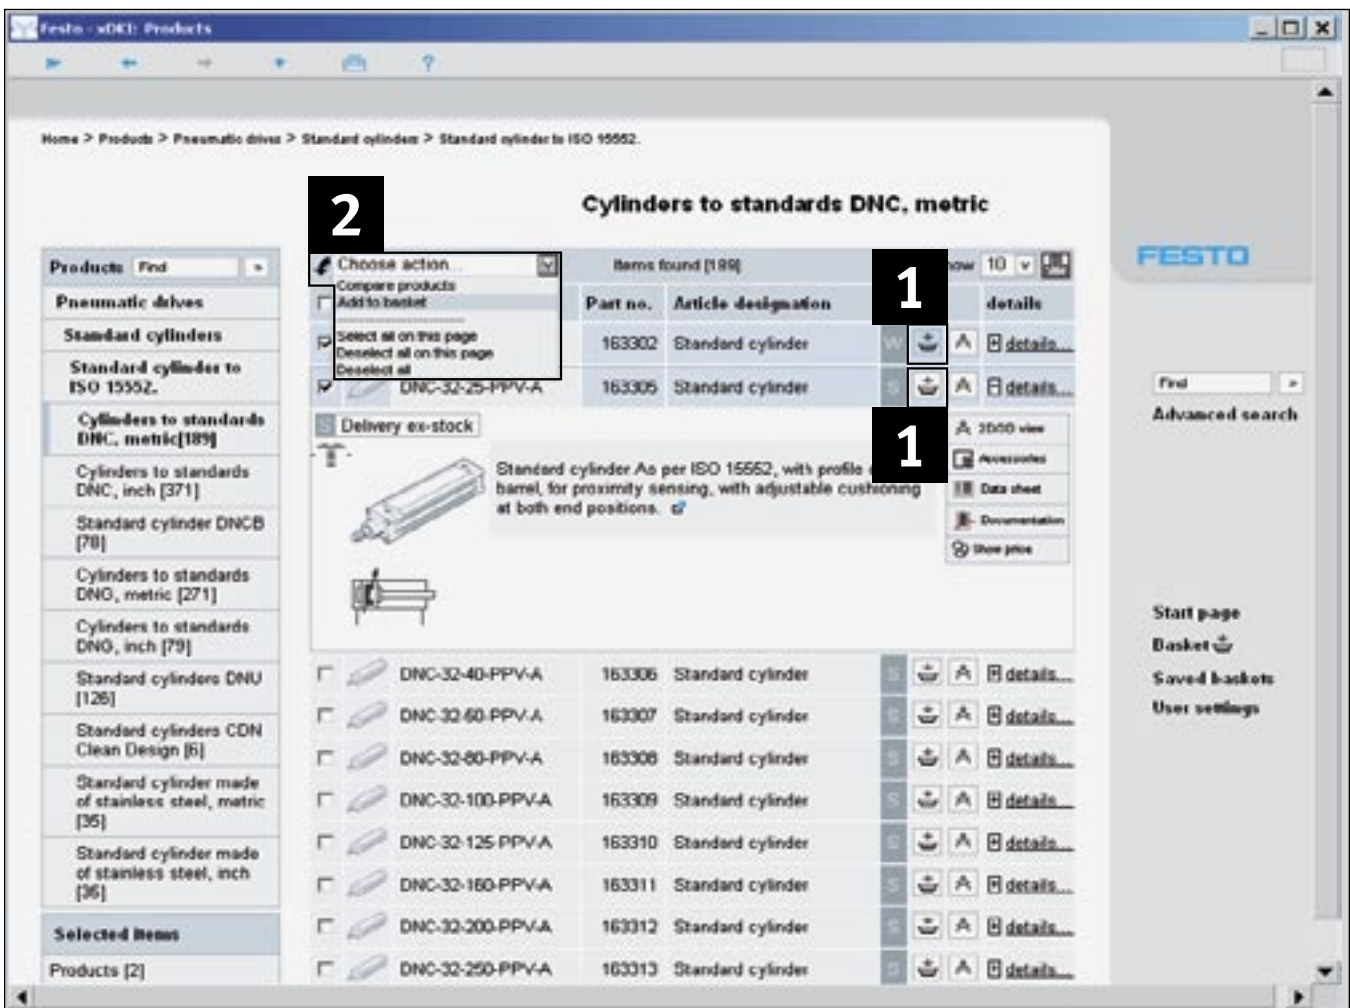 Festo - xDKI: Products
?
Home > Products > Pneumatic drives > Standard cylinders > Standard cylinder to ISO 15552.
2
Cylinders to standards DNC, metric
Products Find
Choose action...
Items found [189]
10
FESTO
Compare products
Add to basket
1
Pneumatic drives
Part no. Article designation details
Standard cylinders
Select all on this page
Deselect all on this page
Deselect all
163302 Standard cylinder W details...
Standard cylinder to
ISO 15552.
DNC-32-25-PPV-A 163305 Standard cylinder S details...
Find
Advanced search
Cylinders to standards
DNC, metric[189]
S Delivery ex-stock
1
2D/3D view
Accessories
Data sheet
Documentation
Show price
Standard cylinder As per ISO 15552, with profile
barrel, for proximity sensing, with adjustable cushioning
at both end positions.
Cylinders to standards
DNC, inch [371]
Standard cylinder DNCB
[78]
Cylinders to standards
DNG, metric [271]
Cylinders to standards
DNG, inch [79]
Standard cylinders DNU
[126]
Standard cylinders CDN
Clean Design [6]
Standard cylinder made
of stainless steel, metric
[35]
Standard cylinder made
of stainless steel, inch
[36]
Selected items
Products [2]
DNC-32-40-PPV-A 163306 Standard cylinder S details...
DNC-32-60-PPV-A 163307 Standard cylinder S details...
DNC-32-80-PPV-A 163308 Standard cylinder S details...
DNC-32-100-PPV-A 163309 Standard cylinder S details...
DNC-32-125-PPV-A 163310 Standard cylinder S details...
DNC-32-160-PPV-A 163311 Standard cylinder S details...
DNC-32-200-PPV-A 163312 Standard cylinder S details...
DNC-32-250-PPV-A 163313 Standard cylinder S details...
Start page
Basket
Saved baskets
User settings